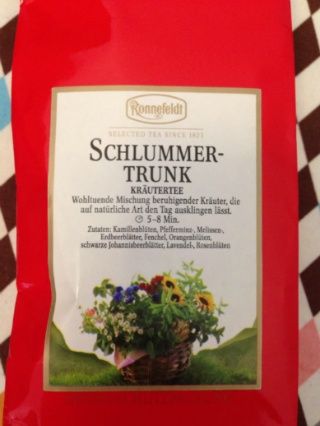 Ronnefeldt
SELECTED TEA SINCE 1823
SCHLUMMER-
TRUNK
KRÄUTERTEE
Wohltuende Mischung beruhigender Kräuter, die
auf natürliche Art den Tag ausklingen lässt.
5-8 Min.
Zutaten: Kamillenblüten, Pfefferminz-, Melissen-,
Erdbeerblätter, Fenchel, Orangenblüten,
schwarze Johannisbeerblätter, Lavendel-, Rosenblüten